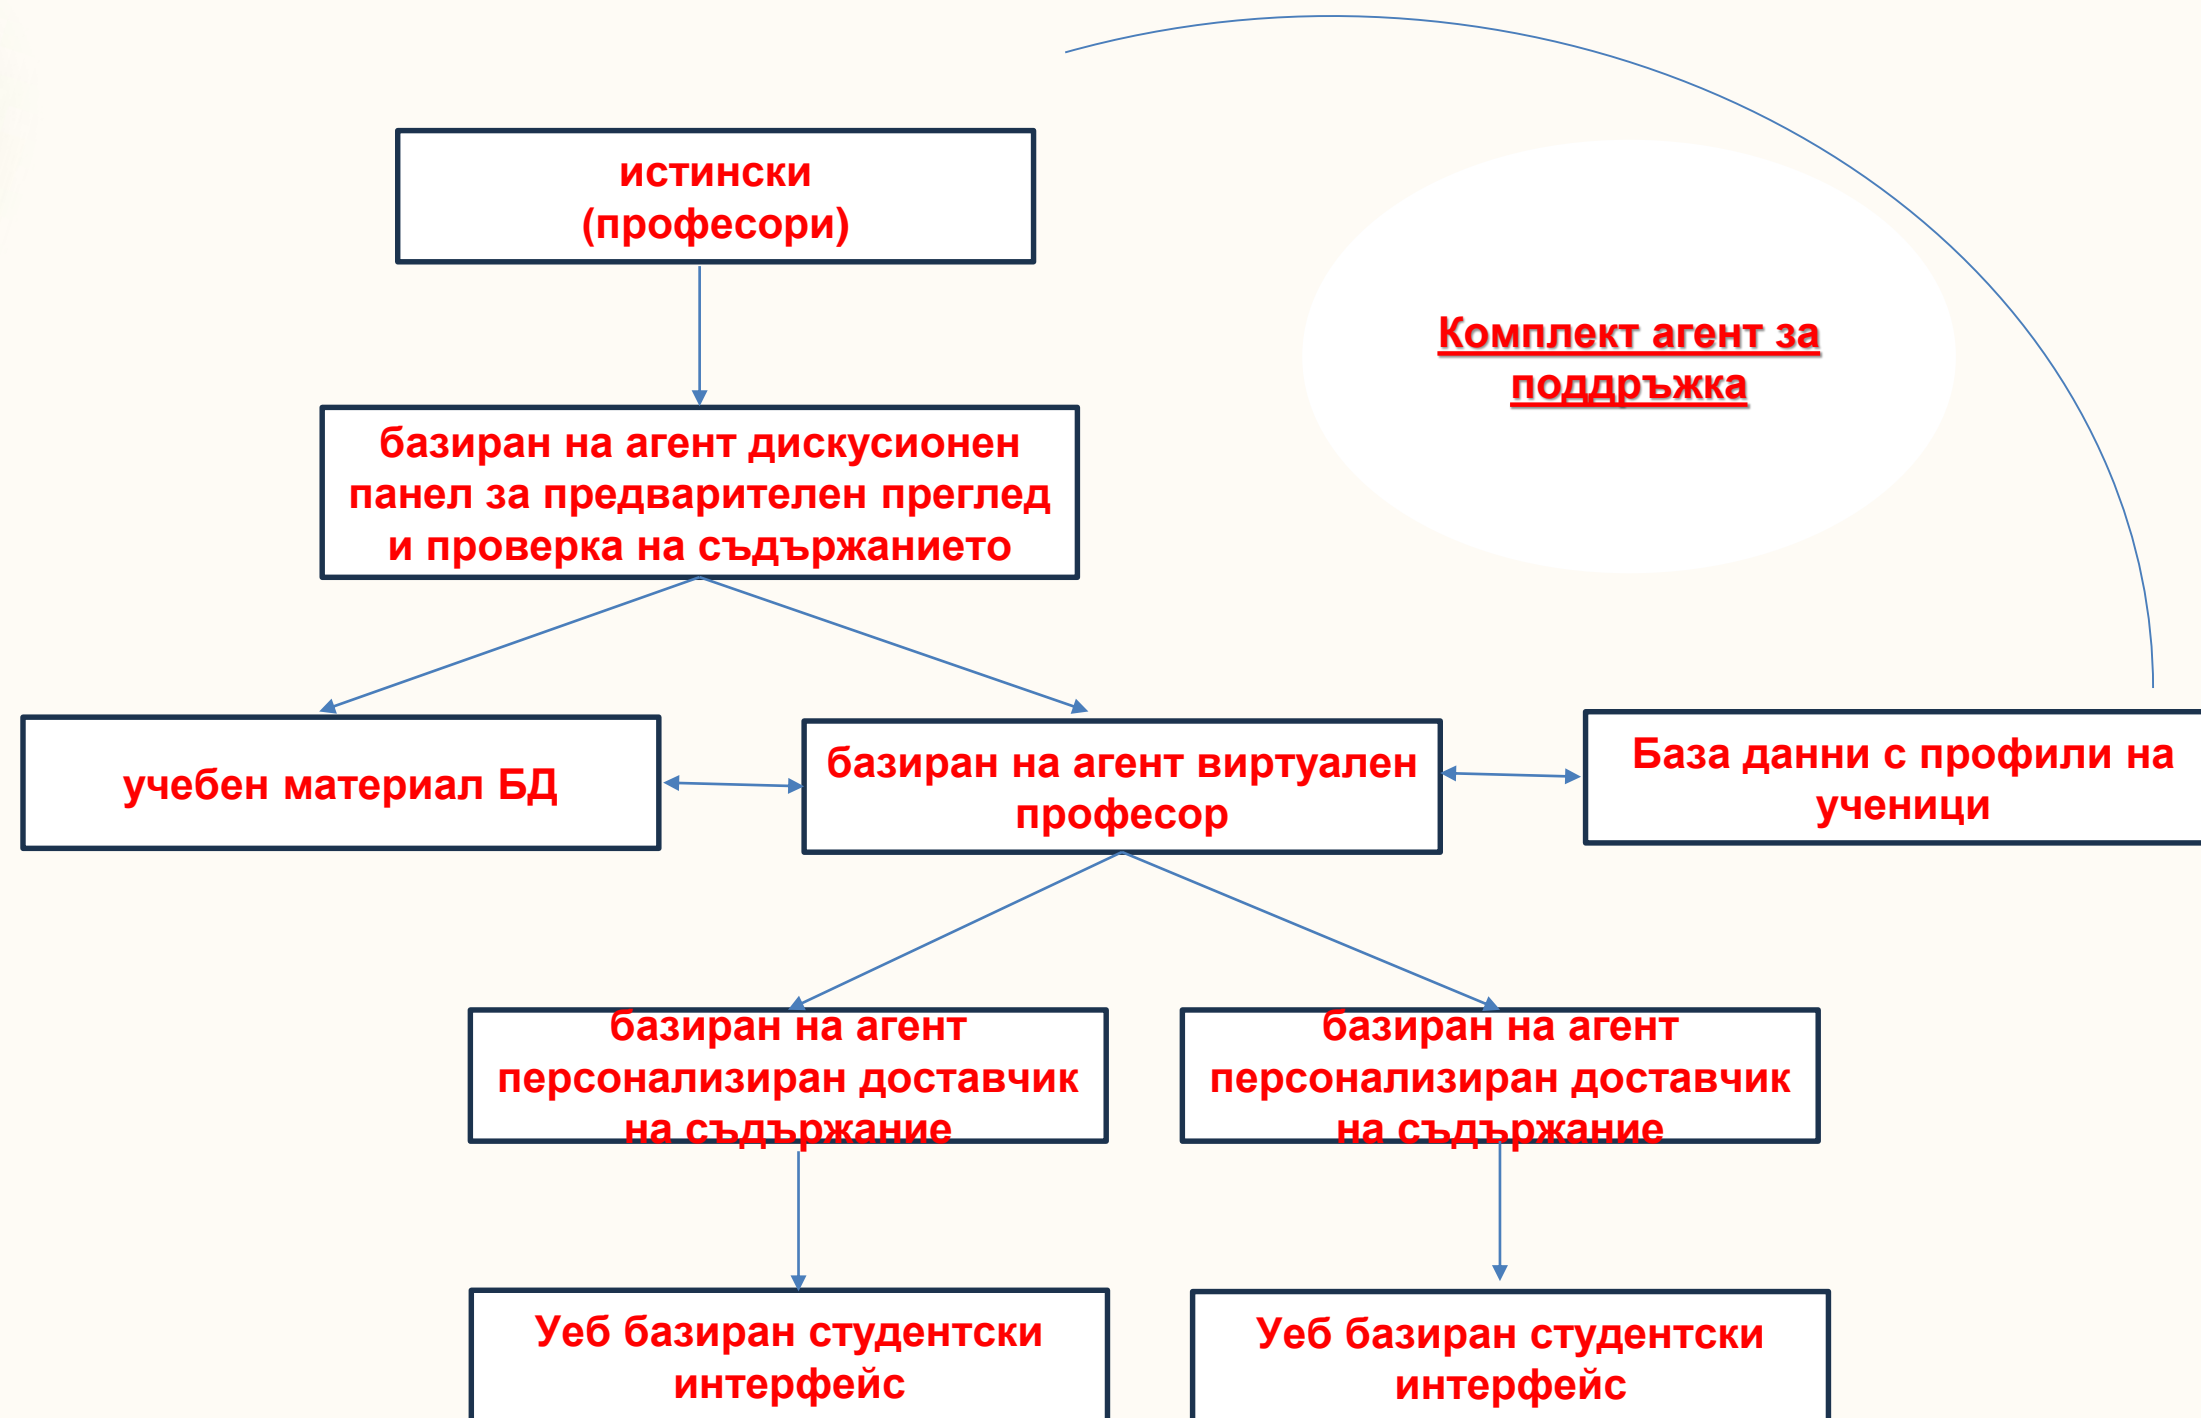 истински
(професори)
Комплект агент за
поддръжка
базиран на агент дискусионен
панел за предварителен преглед
и проверка на съдържанието
учебен материал БД
базиран на агент виртуален
професор
База данни с профили на
ученици
базиран на агент
персонализиран доставчик
на съдържание
базиран на агент
персонализиран доставчик
на съдържание
Уеб базиран студентски
интерфейс
Уеб базиран студентски
интерфейс